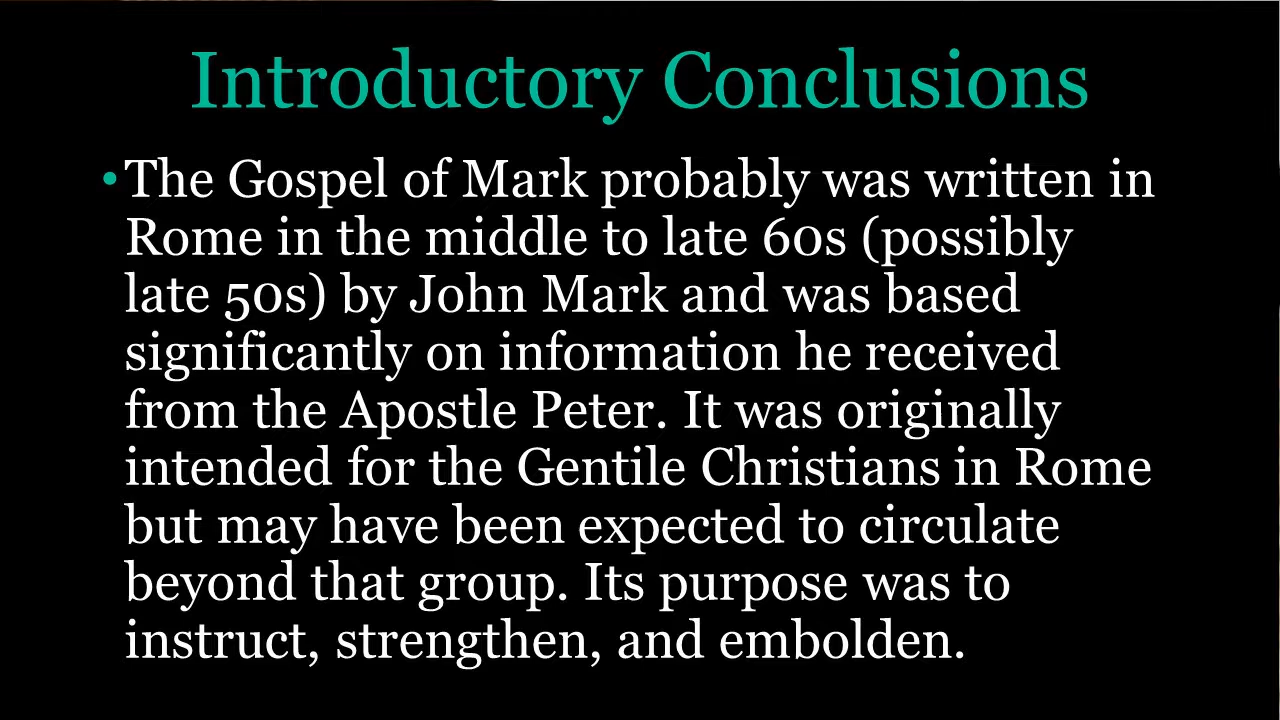 Introductory Conclusions
•The Gospel of Mark probably was written in
Rome in the middle to late 60s (possibly
late 50s) by John Mark and was based
significantly on information he received
from the Apostle Peter. It was originally
intended for the Gentile Christians in Rome
but may have been expected to circulate
beyond that group. Its purpose was to
instruct, strengthen, and embolden.